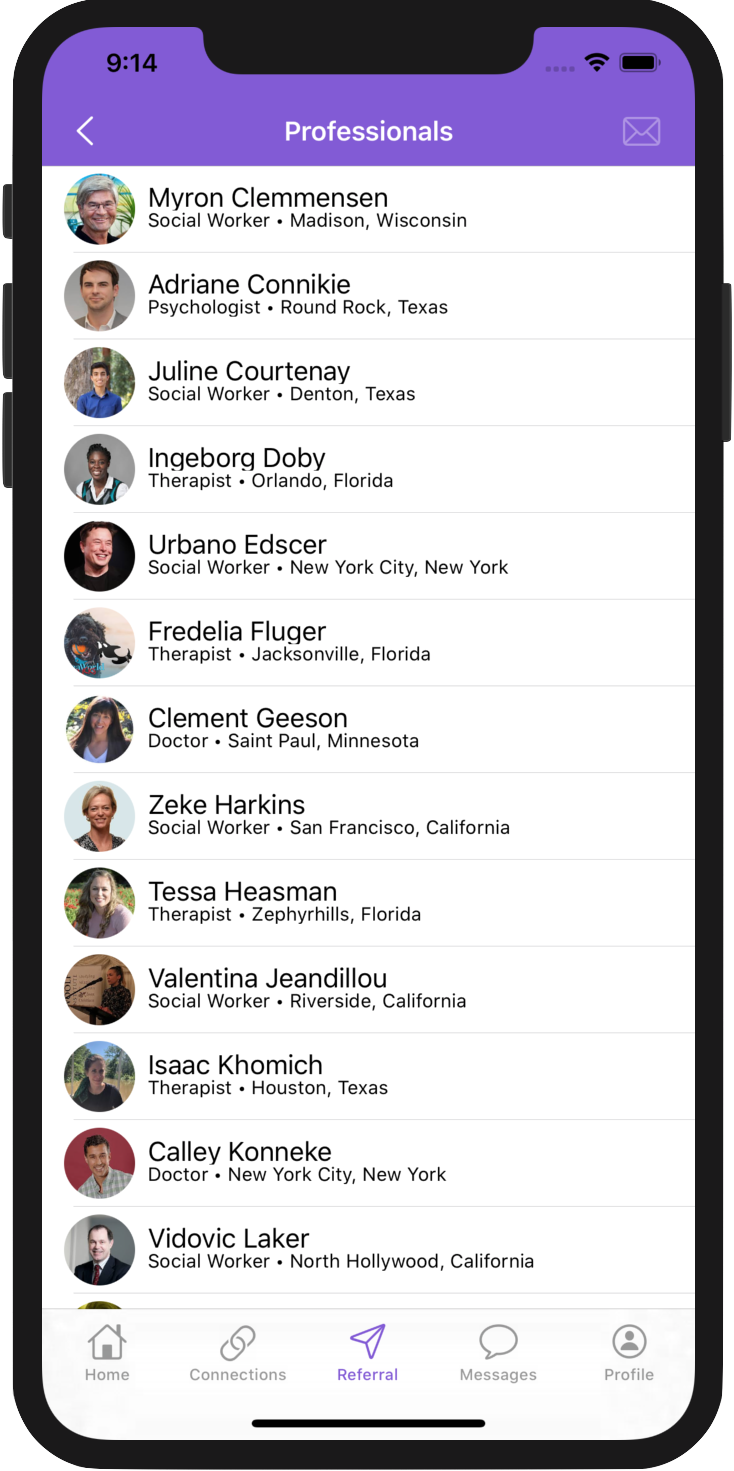 9:14
Professionals
Myron Clemmensen
Social Worker • Madison, Wisconsin
Adriane Connikie
Psychologist • Round Rock, Texas
Juline Courtenay
Social Worker • Denton, Texas
Ingeborg Doby
Therapist • Orlando, Florida
Urbano Edscer
Social Worker • New York City, New York
Fredelia Fluger
Therapist • Jacksonville, Florida
Clement Geeson
Doctor • Saint Paul, Minnesota
Zeke Harkins
Social Worker • San Francisco, California
Tessa Heasman
Therapist • Zephyrhills, Florida
Valentina Jeandillou
Social Worker • Riverside, California
Isaac Khomich
Therapist • Houston, Texas
Calley Konneke
Doctor • New York City, New York
Vidovic Laker
Social Worker • North Hollywood, California
Home
Connections
Referral
Messages
Profile